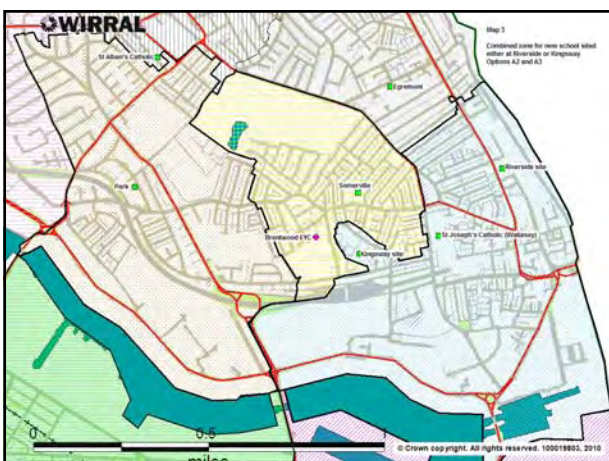 WIRRAL
Map 3
Combined zone for new school sited
either at Riverside or Kingsway
Options A2 and A3
St Alban's Catholic
Egremont
Riverside site
Park
Somerville
Brentwood EYC
St Joseph's Catholic (Wallasey)
Kingsway site
0
0.5
1
miles
© Crown copyright. All rights reserved. 100019803, 2010